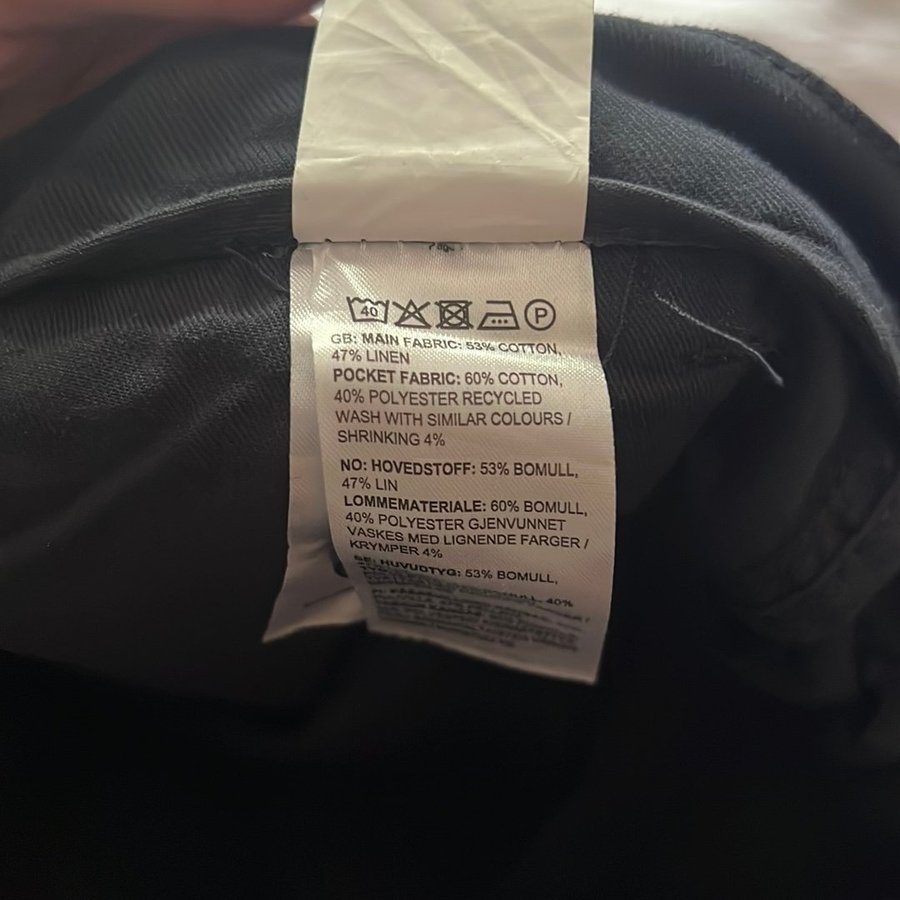 40 P
GB: MAIN FABRIC: 53% COTTON,
47% LINEN
POCKET FABRIC: 60% COTTON,
40% POLYESTER RECYCLED
WASH WITH SIMILAR COLOURS /
SHRINKING 4%
NO: HOVEDSTOFF: 53% BOMULL,
47% LIN
LOMMEMATERIALE: 60% BOMULL,
40% POLYESTER GJENVUNNET
VASKES MED LIGNENDE FARGER /
KRYMPER 4%
SE: HUVUDTYG: 53% BOMULL,
40%